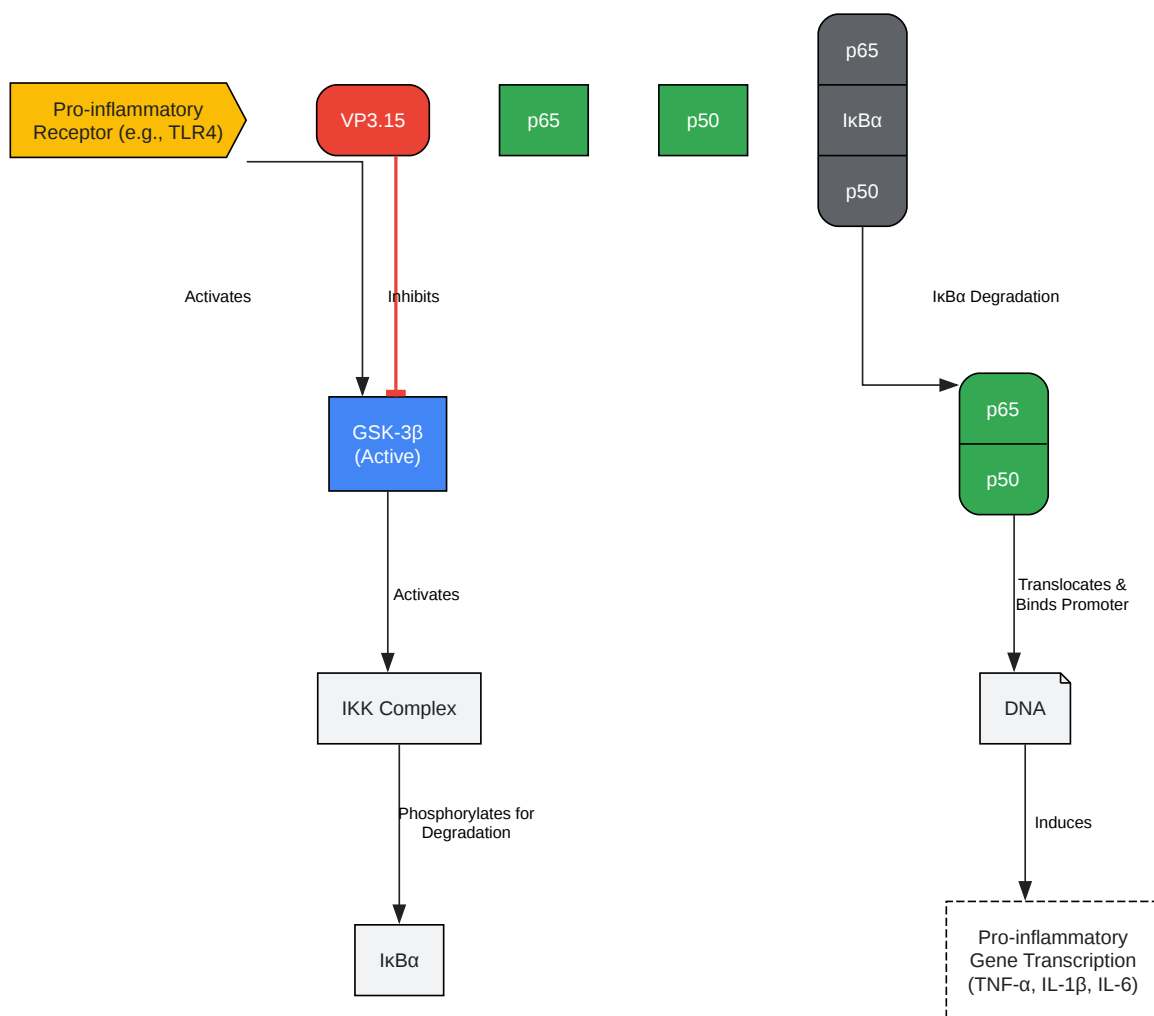 Pro-inflammatory
Receptor (e.g., TLR4)
VP3.15
p65
p50
p65
IκBα
p50
Activates
Inhibits
IκBα Degradation
GSK-3β
(Active)
p65
p50
Activates
Translocates &
Binds Promoter
IKK Complex
DNA
Phosphorylates for
Degradation
Induces
IκBα
Pro-inflammatory
Gene Transcription
(TNF-α, IL-1β, IL-6)